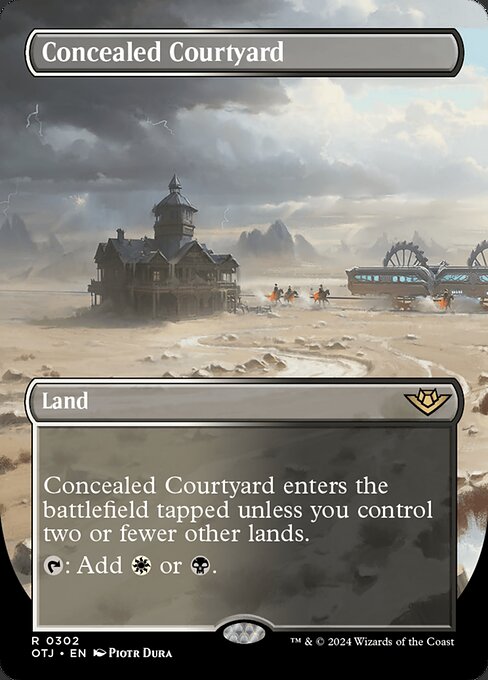 Concealed Courtyard
Land
Concealed Courtyard enters the
battlefield tapped unless you control
two or fewer other lands.
: Add or .
R 0302
OTJ • EN Piotr Dura
™ & © 2024 Wizards of the Coast